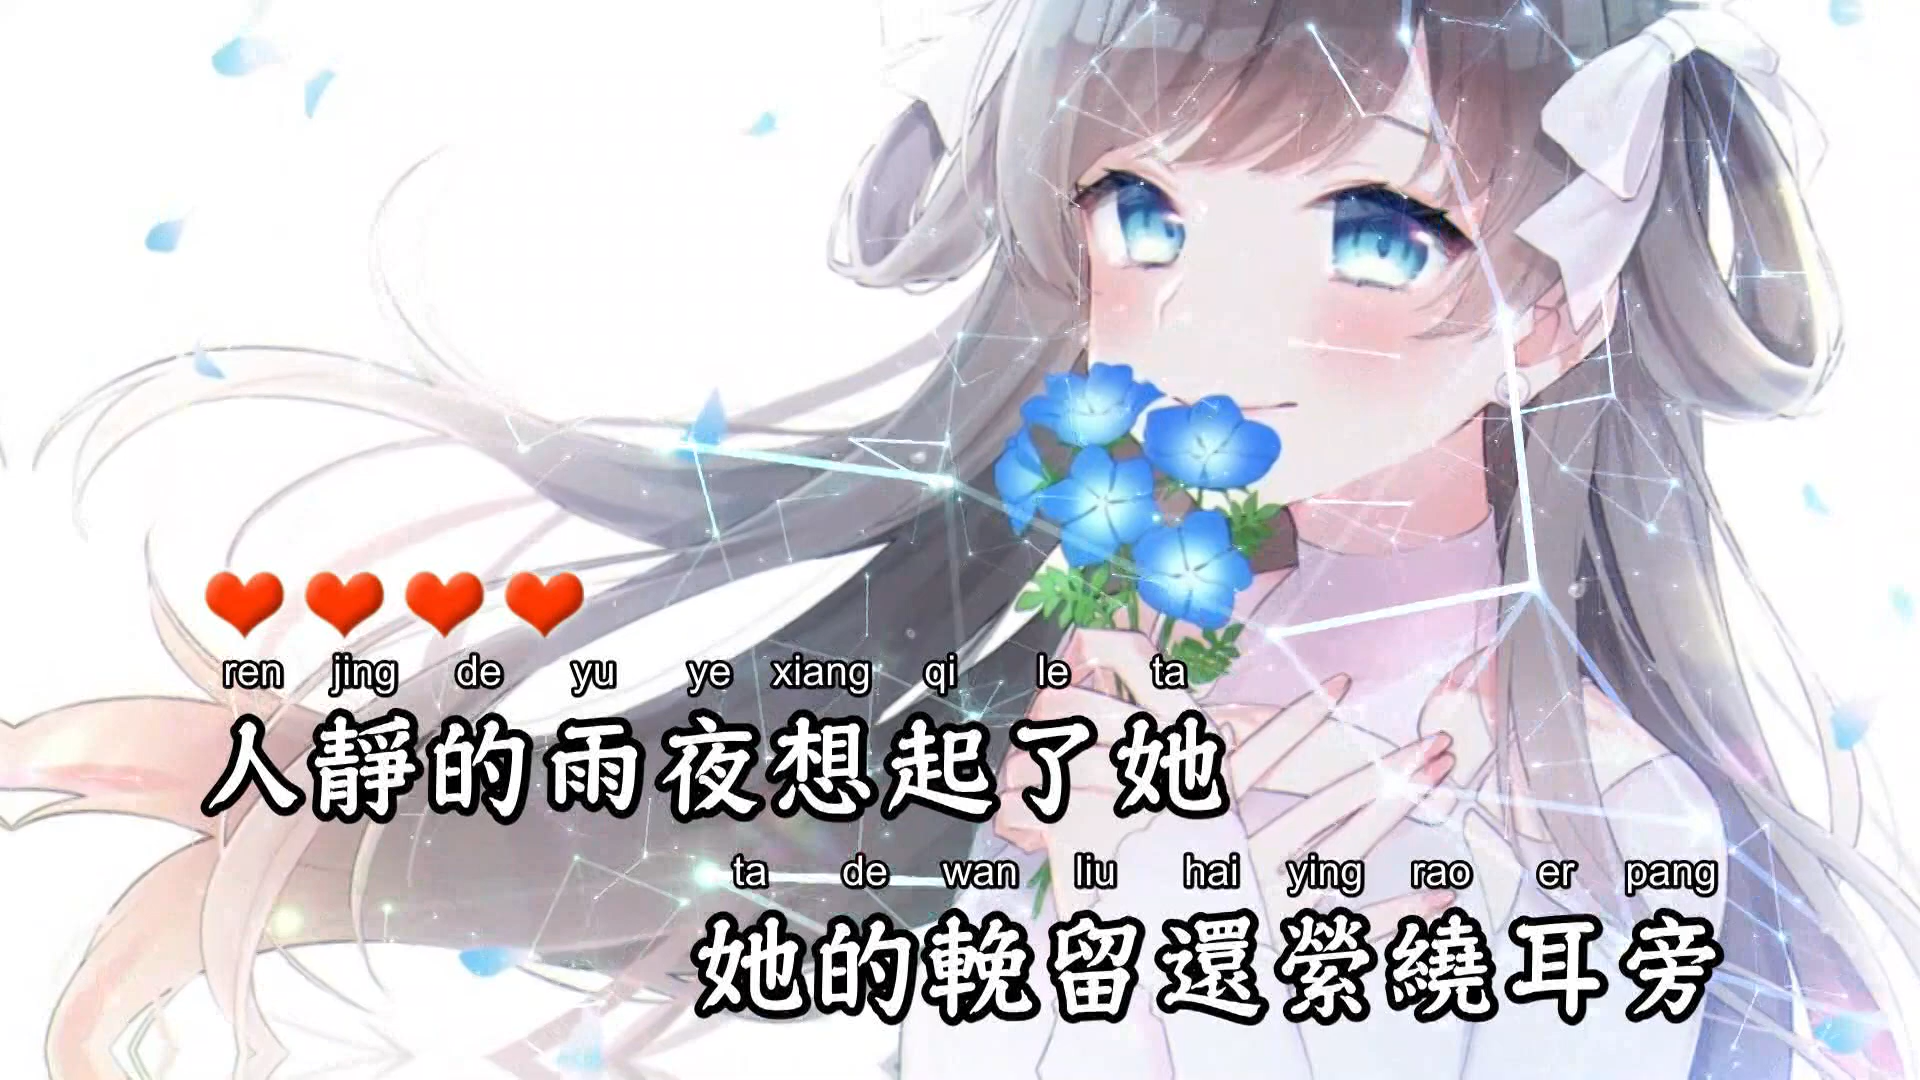 ren jing de yu ye xiang qi le ta
人靜的雨夜想起了她
ta de wan liu hai ying rao er pang
她的輓留還縈繞耳旁